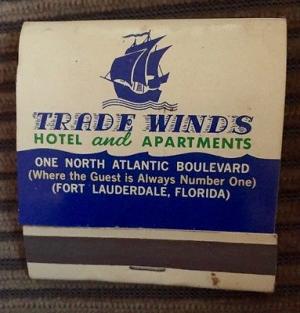 TRADE WINDS
HOTEL and APARTMENTS
ONE NORTH ATLANTIC BOULEVARD
(Where the Guest is Always Number One)
(FORT LAUDERDALE, FLORIDA)